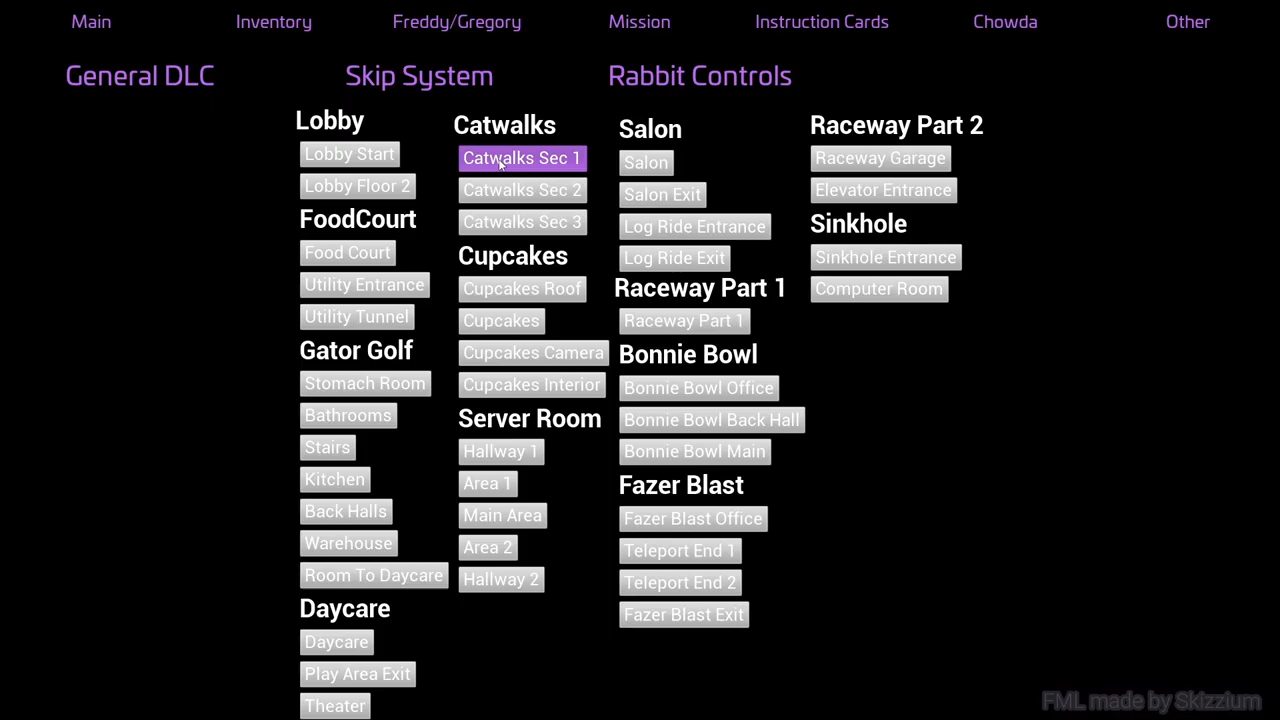 Main Inventory Freddy/Gregory Mission Instruction Cards Chowda Other
General DLC Skip System Rabbit Controls
Lobby
Lobby Start
Lobby Floor 2
FoodCourt
Food Court
Utility Entrance
Utility Tunnel
Gator Golf
Stomach Room
Bathrooms
Stairs
Kitchen
Back Halls
Warehouse
Room To Daycare
Daycare
Daycare
Play Area Exit
Theater
Catwalks
Catwalks Sec 1
Catwalks Sec 2
Catwalks Sec 3
Cupcakes
Cupcakes Roof
Cupcakes
Cupcakes Camera
Cupcakes Interior
Server Room
Hallway 1
Area 1
Main Area
Area 2
Hallway 2
Salon
Salon
Salon Exit
Log Ride Entrance
Log Ride Exit
Raceway Part 1
Raceway Part 1
Bonnie Bowl
Bonnie Bowl Office
Bonnie Bowl Back Hall
Bonnie Bowl Main
Fazer Blast
Fazer Blast Office
Teleport End 1
Teleport End 2
Fazer Blast Exit
Raceway Part 2
Raceway Garage
Elevator Entrance
Sinkhole
Sinkhole Entrance
Computer Room
FML made by Skizzium